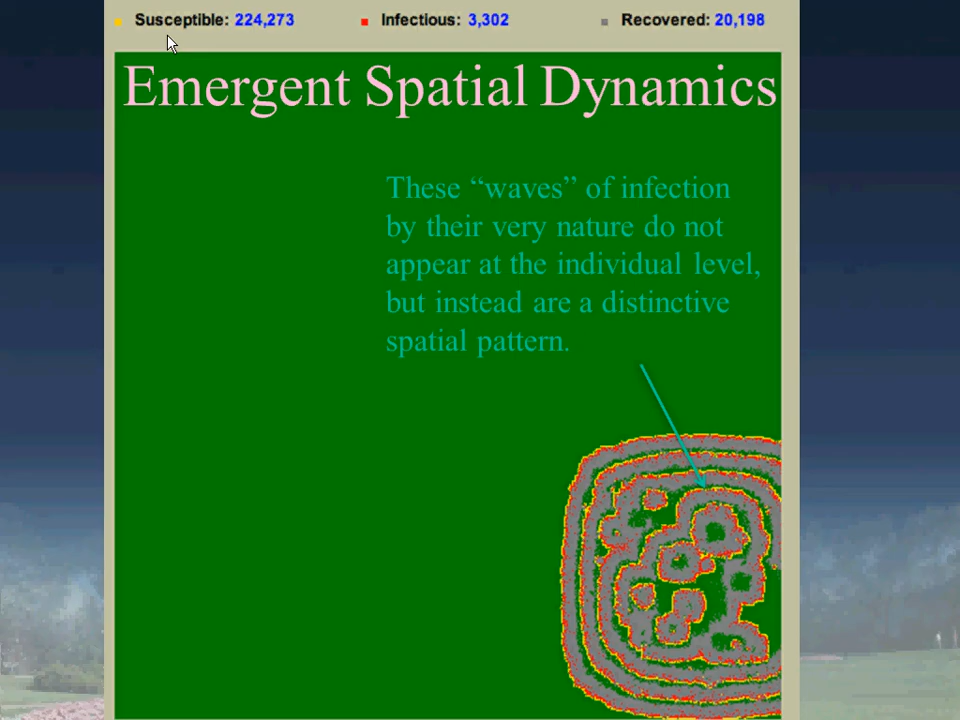 Susceptible: 224,273 Infectious: 3,302 Recovered: 20,198
Emergent Spatial Dynamics
These “waves” of infection
by their very nature do not
appear at the individual level,
but instead are a distinctive
spatial pattern.